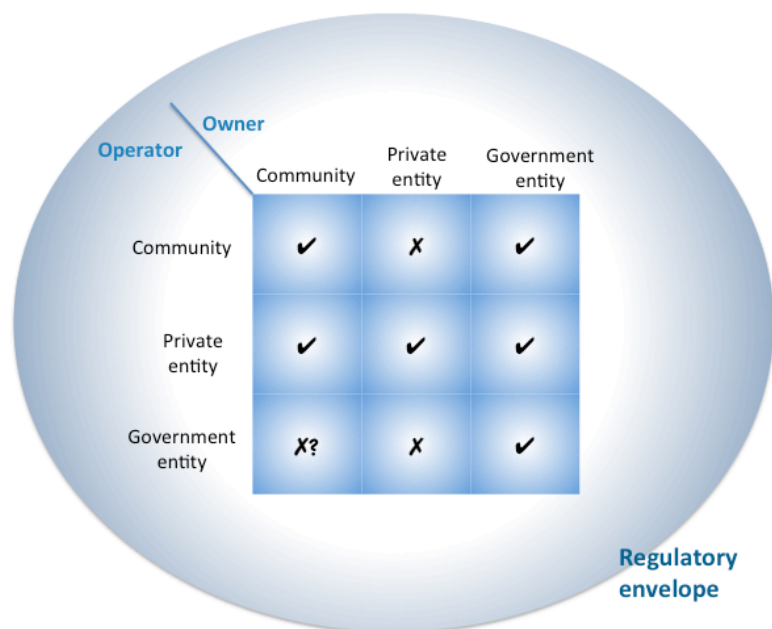 Owner
Operator
Community
Private
entity
Government
entity
Community
✔ ✗ ✔
Private
entity
✔ ✔ ✔
Government
entity
✗? ✗ ✔
Regulatory
envelope